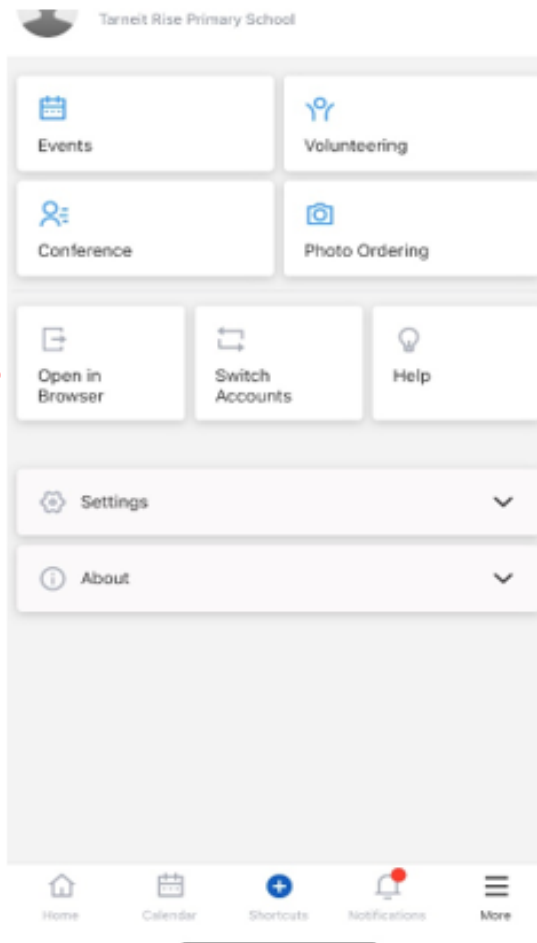 Tarneit Rise Primary School
Events
Volunteering
Conference
Photo Ordering
Open in
Browser
Switch
Accounts
Help
Settings
About
Home
Calendar
Shortcuts
Notifications
More